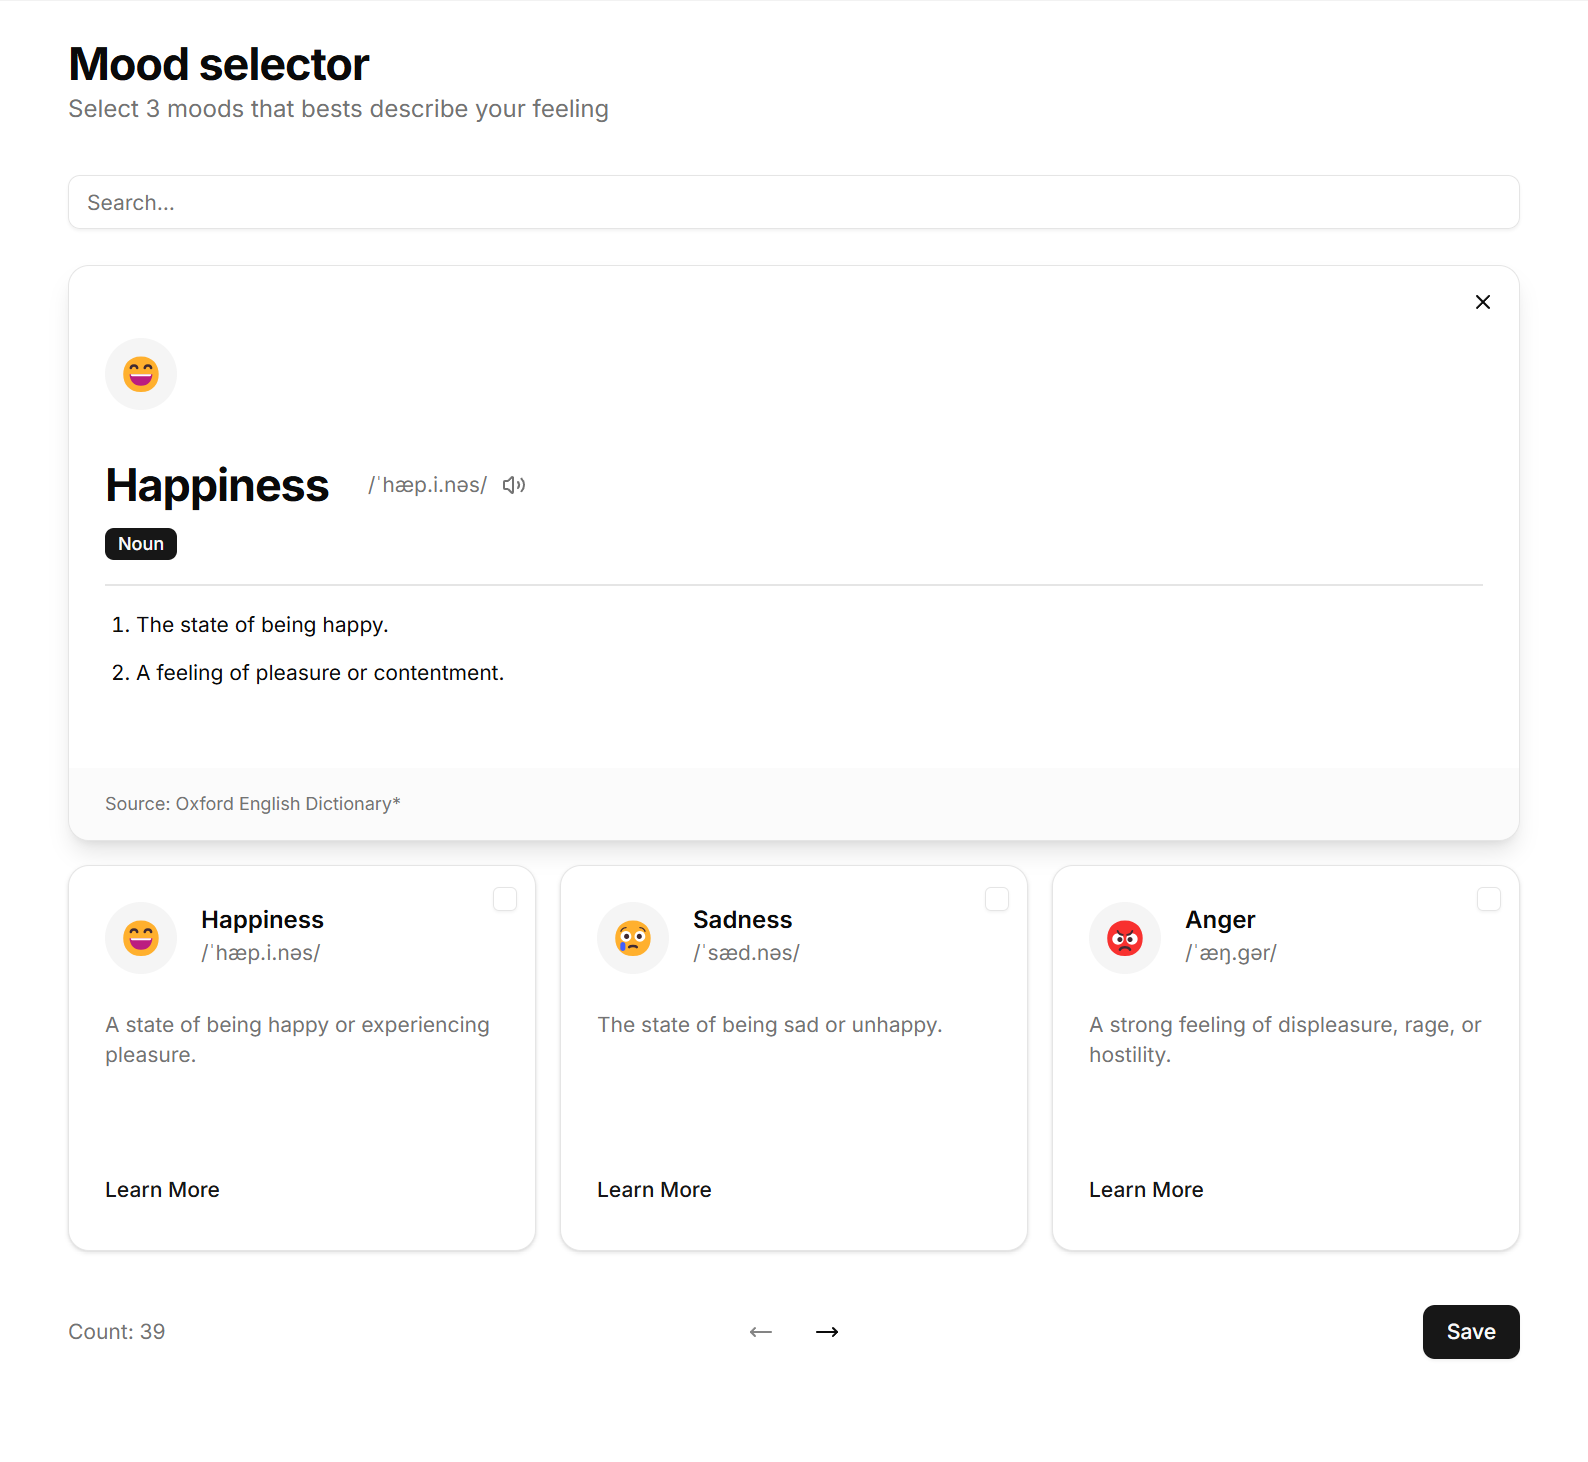 Mood selector
Select 3 moods that bests describe your feeling
Search...
Happiness /ˈhæp.i.nəs/
Noun
1. The state of being happy.
2. A feeling of pleasure or contentment.
Source: Oxford English Dictionary*
Happiness
/ˈhæp.i.nəs/
A state of being happy or experiencing
pleasure.
Learn More
Sadness
/ˈsæd.nəs/
The state of being sad or unhappy.
Learn More
Anger
/ˈæŋ.gər/
A strong feeling of displeasure, rage, or
hostility.
Learn More
Count: 39
Save